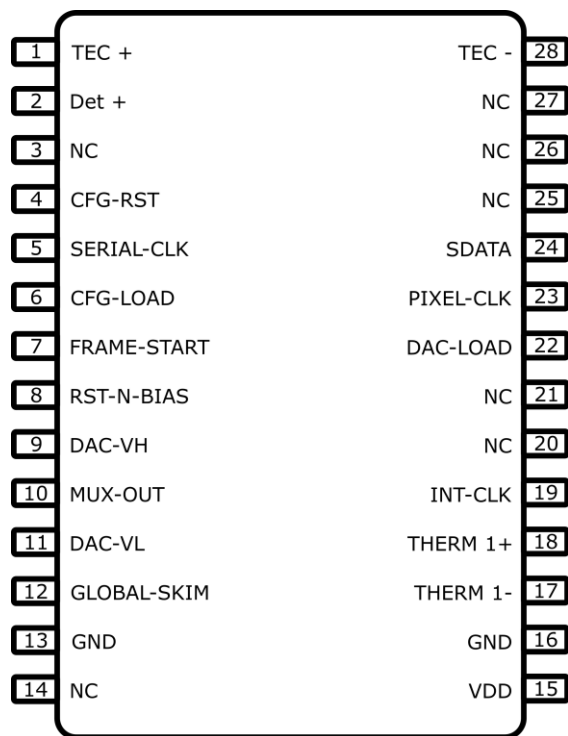 1 TEC + TEC - 28
2 Det + NC 27
3 NC NC 26
4 CFG-RST NC 25
5 SERIAL-CLK SDATA 24
6 CFG-LOAD PIXEL-CLK 23
7 FRAME-START DAC-LOAD 22
8 RST-N-BIAS NC 21
9 DAC-VH NC 20
10 MUX-OUT INT-CLK 19
11 DAC-VL THERM 1+ 18
12 GLOBAL-SKIM THERM 1- 17
13 GND GND 16
14 NC VDD 15